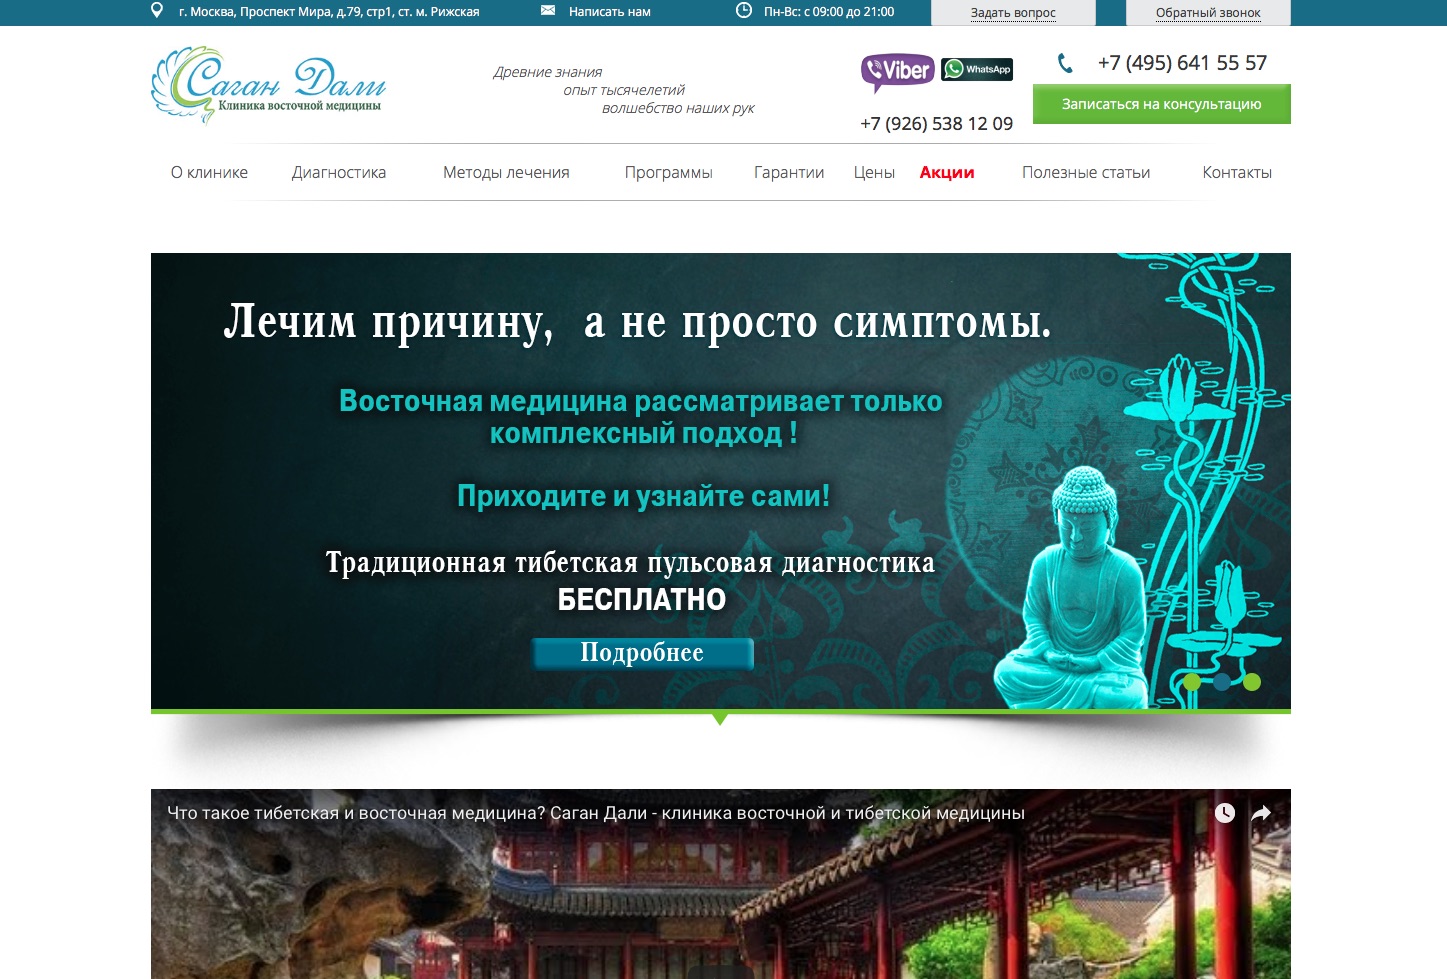 г. Москва, Проспект Мира, д.79, стр1, ст. м. Рижская
Написать нам
Пн-Вс: с 09:00 до 21:00
Задать вопрос
Обратный звонок
Саган Дали
Клиника восточной медицины
Древние знания
опыт тысячелетий
волшебство наших рук
Viber
WhatsApp
+7 (926) 538 12 09
+7 (495) 641 55 57
Записаться на консультацию
О клинике
Диагностика
Методы лечения
Программы
Гарантии
Цены
Акции
Полезные статьи
Контакты
Лечим причину, а не просто симптомы.
Восточная медицина рассматривает только
комплексный подход !
Приходите и узнайте сами!
Традиционная тибетская пульсовая диагностика
БЕСПЛАТНО
Подробнее
Что такое тибетская и восточная медицина? Саган Дали - клиника восточной и тибетской медицины